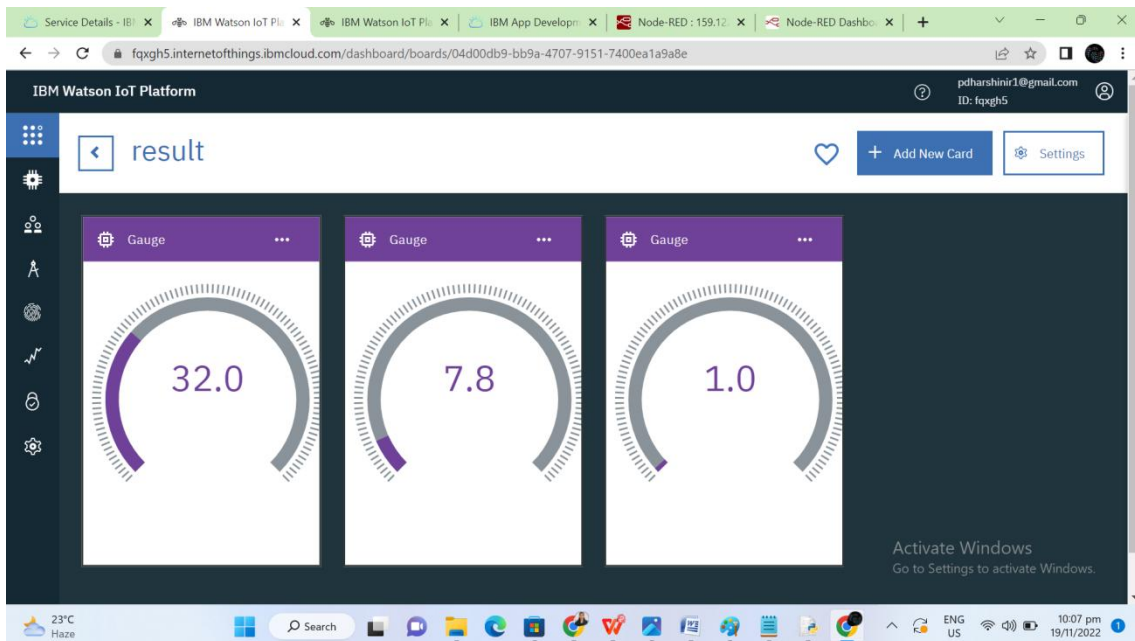 Service Details - IB
IBM Watson IoT Pla
IBM Watson IoT Pla
IBM App Developm
Node-RED : 159.12
Node-RED Dashbo
fqxgh5.internetofthings.ibmcloud.com/dashboard/boards/04d00db9-bb9a-4707-9151-7400ea1a9a8e
IBM Watson IoT Platform
pdharshinir1@gmail.com
ID: fqxgh5
result
+ Add New Card
Settings
Gauge
Gauge
Gauge
32.0
7.8
1.0
Activate Windows
Go to Settings to activate Windows.
23°C
Haze
Search
ENG
US
10:07 pm
19/11/2022
1